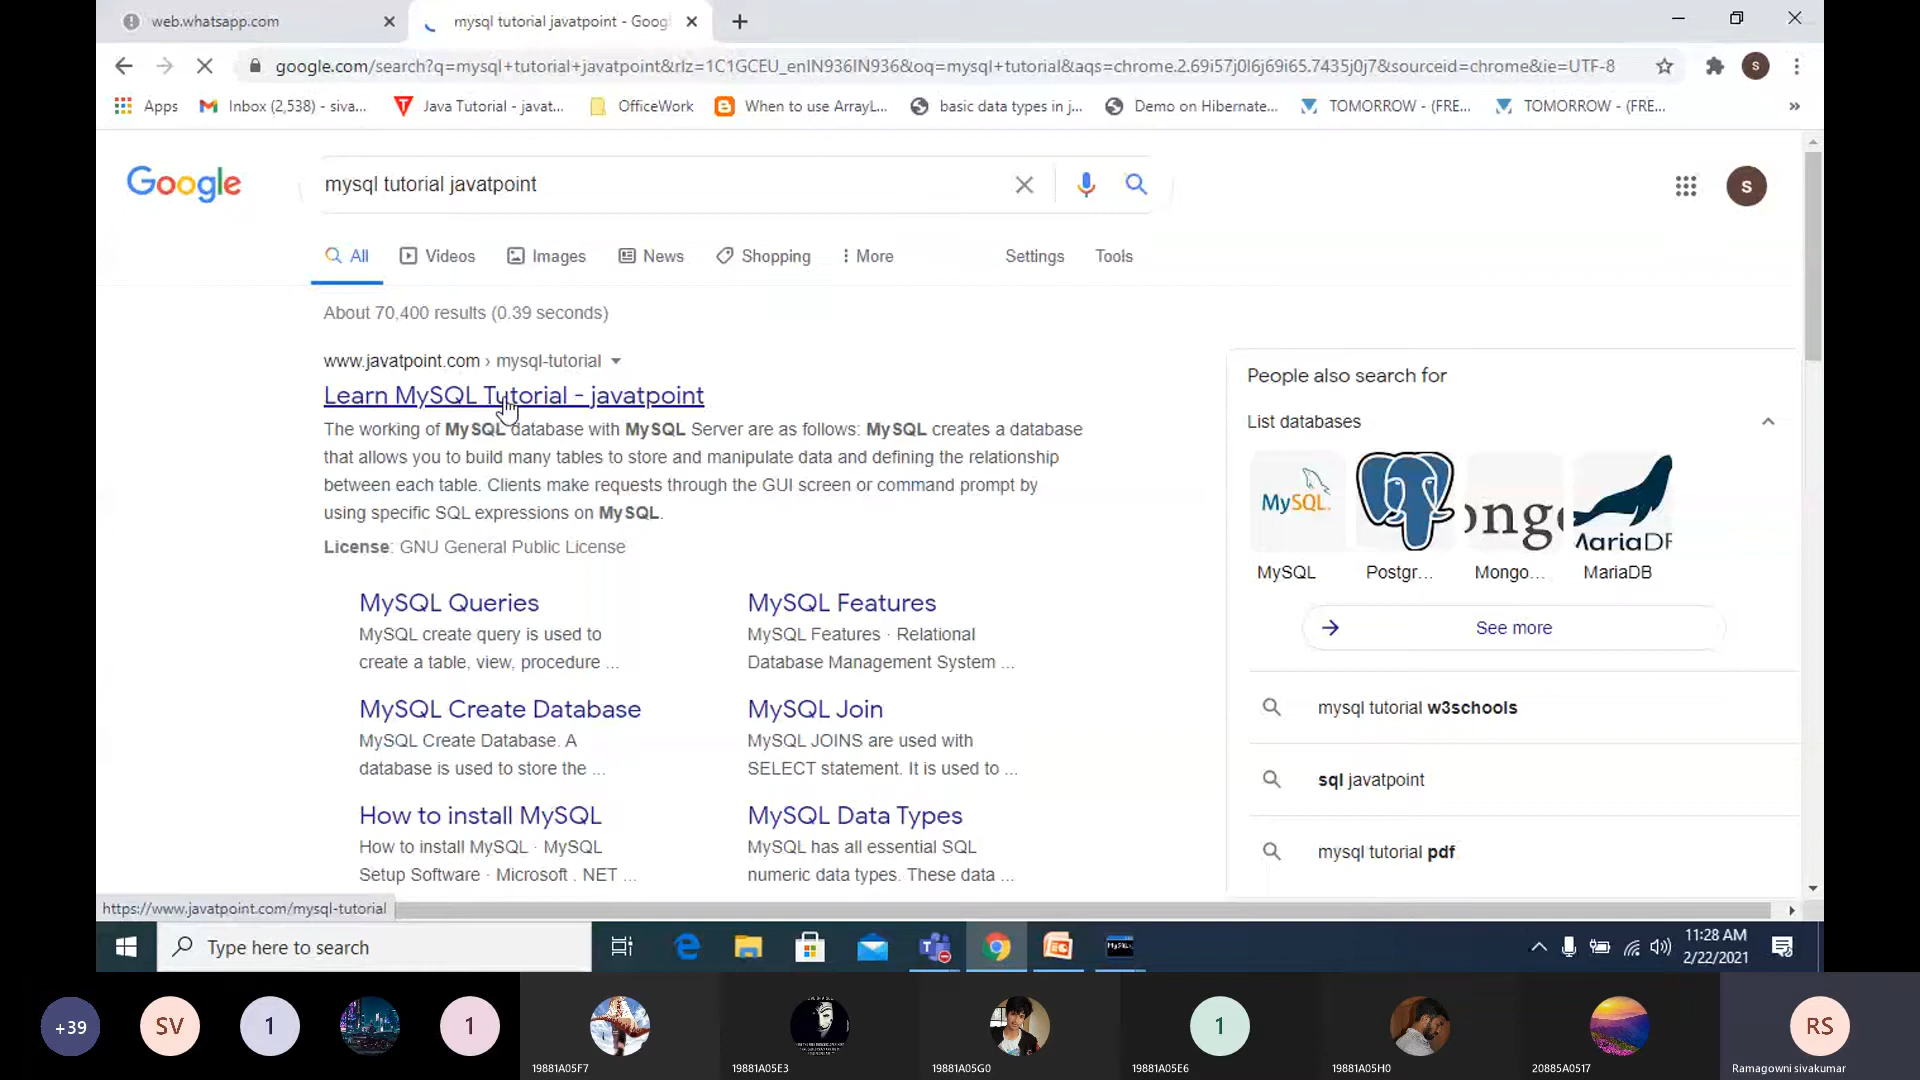 web.whatsapp.com
mysql tutorial javatpoint - Goog
google.com/search?q=mysql+tutorial+javatpoint&rlz=1C1GCEU_enIN936IN936&oq=mysql+tutorial&aqs=chrome.2.69i57j0l6j69i65.7435j0j7&sourceid=chrome&ie=UTF-8
S
Apps
Inbox (2,538) - siva...
Java Tutorial - javat...
OfficeWork
When to use ArrayL...
basic data types in j...
Demo on Hibernate...
TOMORROW - (FRE...
TOMORROW - (FRE...
»
Google
mysql tutorial javatpoint
S
All
Videos
Images
News
Shopping
More
Settings
Tools
About 70,400 results (0.39 seconds)
www.javatpoint.com › mysql-tutorial
Learn MySQL Tutorial - javatpoint
The working of MySQL database with MySQL Server are as follows: MySQL creates a database
that allows you to build many tables to store and manipulate data and defining the relationship
between each table. Clients make requests through the GUI screen or command prompt by
using specific SQL expressions on MySQL.
License: GNU General Public License
MySQL Queries
MySQL create query is used to
create a table, view, procedure ...
MySQL Features
MySQL Features · Relational
Database Management System ...
MySQL Create Database
MySQL Create Database. A
database is used to store the ...
MySQL Join
MySQL JOINS are used with
SELECT statement. It is used to ...
How to install MySQL
How to install MySQL · MySQL
Setup Software · Microsoft . NET ...
MySQL Data Types
MySQL has all essential SQL
numeric data types. These data ...
People also search for
List databases
MySQL
ong
MariaDB
MySQL
Postgr...
Mongo...
MariaDB
See more
mysql tutorial w3schools
sql javatpoint
mysql tutorial pdf
https://www.javatpoint.com/mysql-tutorial
Type here to search
MySQL
11:28 AM
2/22/2021
+39
SV
1
1
19881A05F7
19881A05E3
19881A05G0
1
19881A05E6
19881A05H0
20885A0517
RS
Ramagowni sivakumar